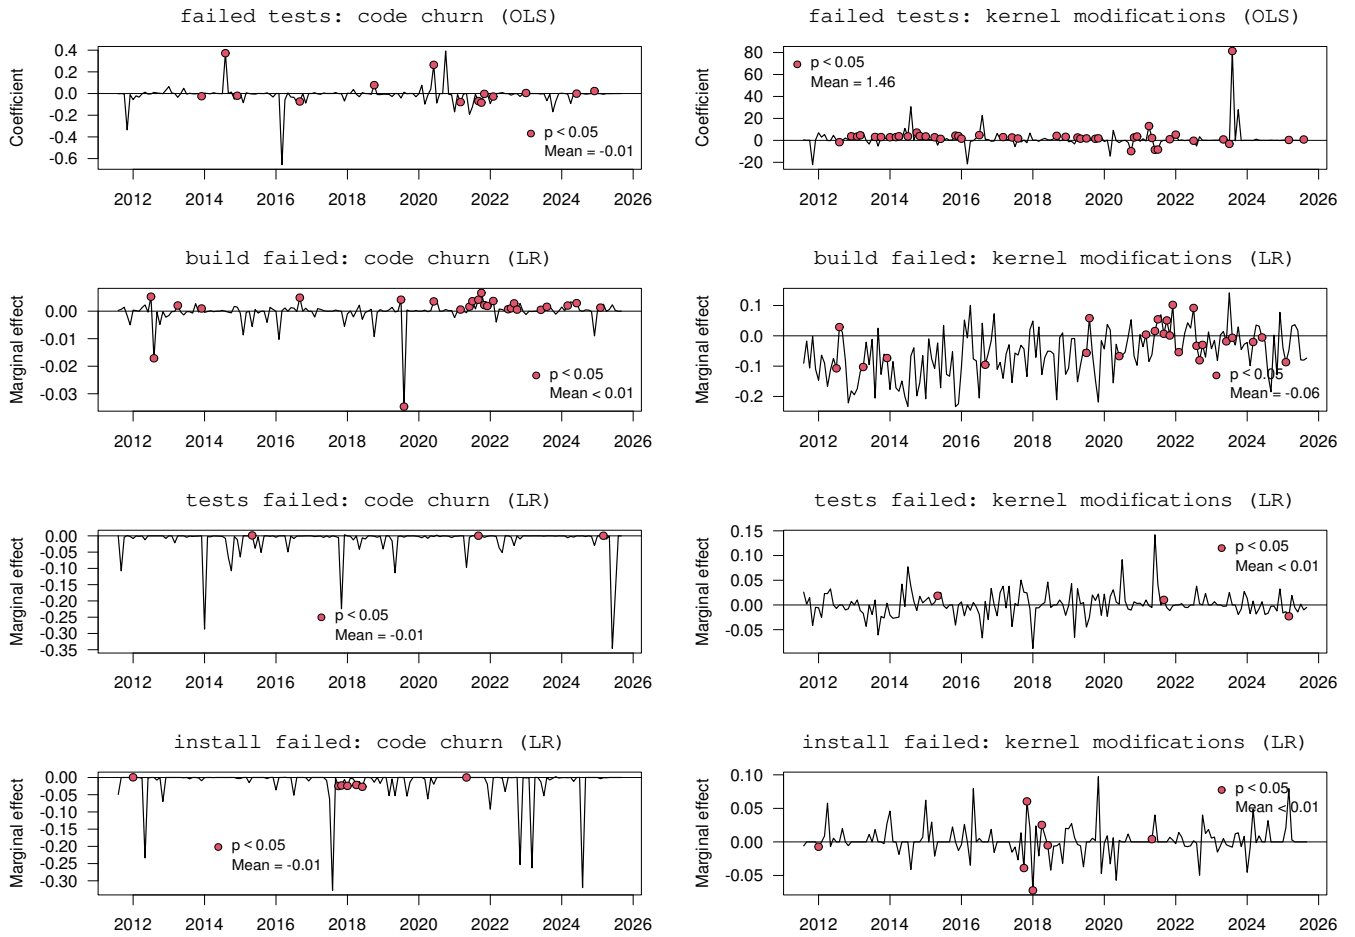 failed tests: code churn (OLS)
Coefficient
0.4
0.2
0.0
-0.2
-0.4
-0.6
p < 0.05
Mean = -0.01
2012 2014 2016 2018 2020 2022 2024 2026
failed tests: kernel modifications (OLS)
Coefficient
80
60
40
20
0
-20
p < 0.05
Mean = 1.46
2012 2014 2016 2018 2020 2022 2024 2026
build failed: code churn (LR)
Marginal effect
0.00
-0.01
-0.02
-0.03
p < 0.05
Mean < 0.01
2012 2014 2016 2018 2020 2022 2024 2026
build failed: kernel modifications (LR)
Marginal effect
0.1
0.0
-0.1
-0.2
p < 0.05
Mean = -0.06
2012 2014 2016 2018 2020 2022 2024 2026
tests failed: code churn (LR)
Marginal effect
0.00
-0.05
-0.10
-0.15
-0.20
-0.25
-0.30
-0.35
p < 0.05
Mean = -0.01
2012 2014 2016 2018 2020 2022 2024 2026
tests failed: kernel modifications (LR)
Marginal effect
0.15
0.10
0.05
0.00
-0.05
p < 0.05
Mean < 0.01
2012 2014 2016 2018 2020 2022 2024 2026
install failed: code churn (LR)
Marginal effect
0.00
-0.05
-0.10
-0.15
-0.20
-0.25
-0.30
p < 0.05
Mean = -0.01
2012 2014 2016 2018 2020 2022 2024 2026
install failed: kernel modifications (LR)
Marginal effect
0.10
0.05
0.00
-0.05
p < 0.05
Mean < 0.01
2012 2014 2016 2018 2020 2022 2024 2026